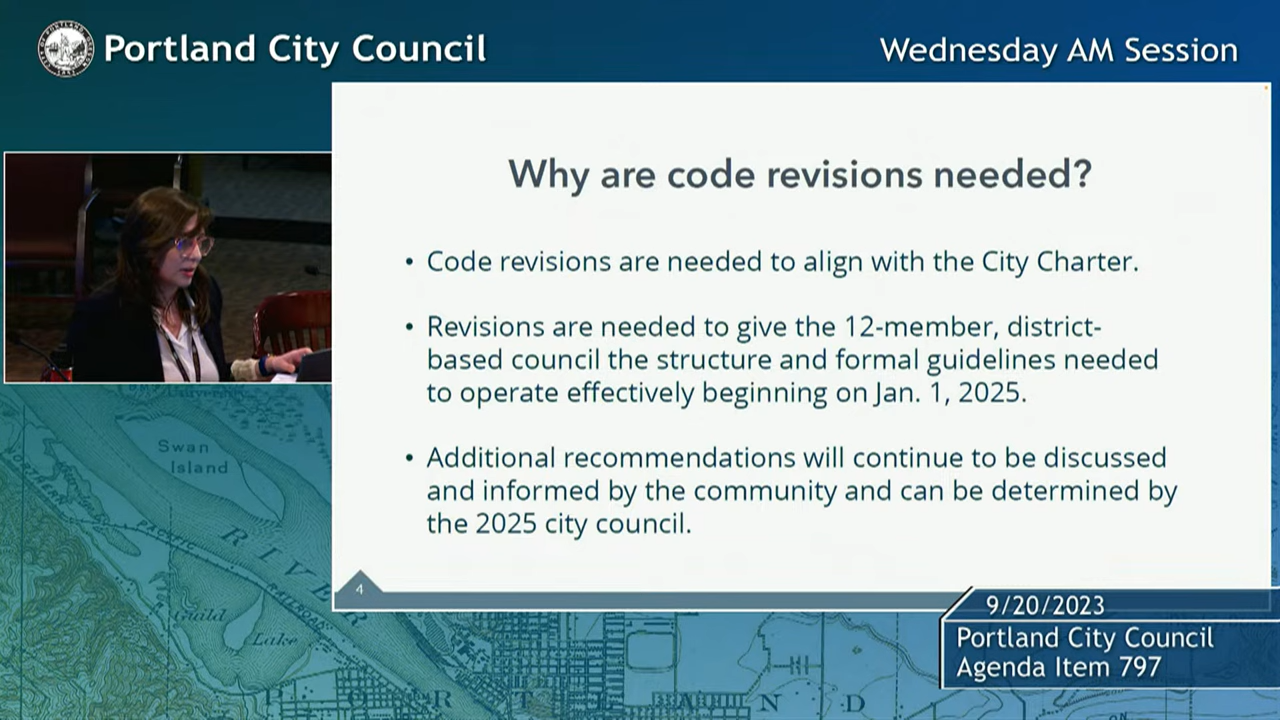 Portland City Council
Wednesday AM Session
Why are code revisions needed?
• Code revisions are needed to align with the City Charter.
• Revisions are needed to give the 12-member, district-
based council the structure and formal guidelines needed
to operate effectively beginning on Jan. 1, 2025.
• Additional recommendations will continue to be discussed
and informed by the community and can be determined by
the 2025 city council.
4
Swan
Island
NORTHERN
PACIFIC
RAILROAD
RIVER
Guild
Lake
9/20/2023
Portland City Council
Agenda Item 797
R T
A N D